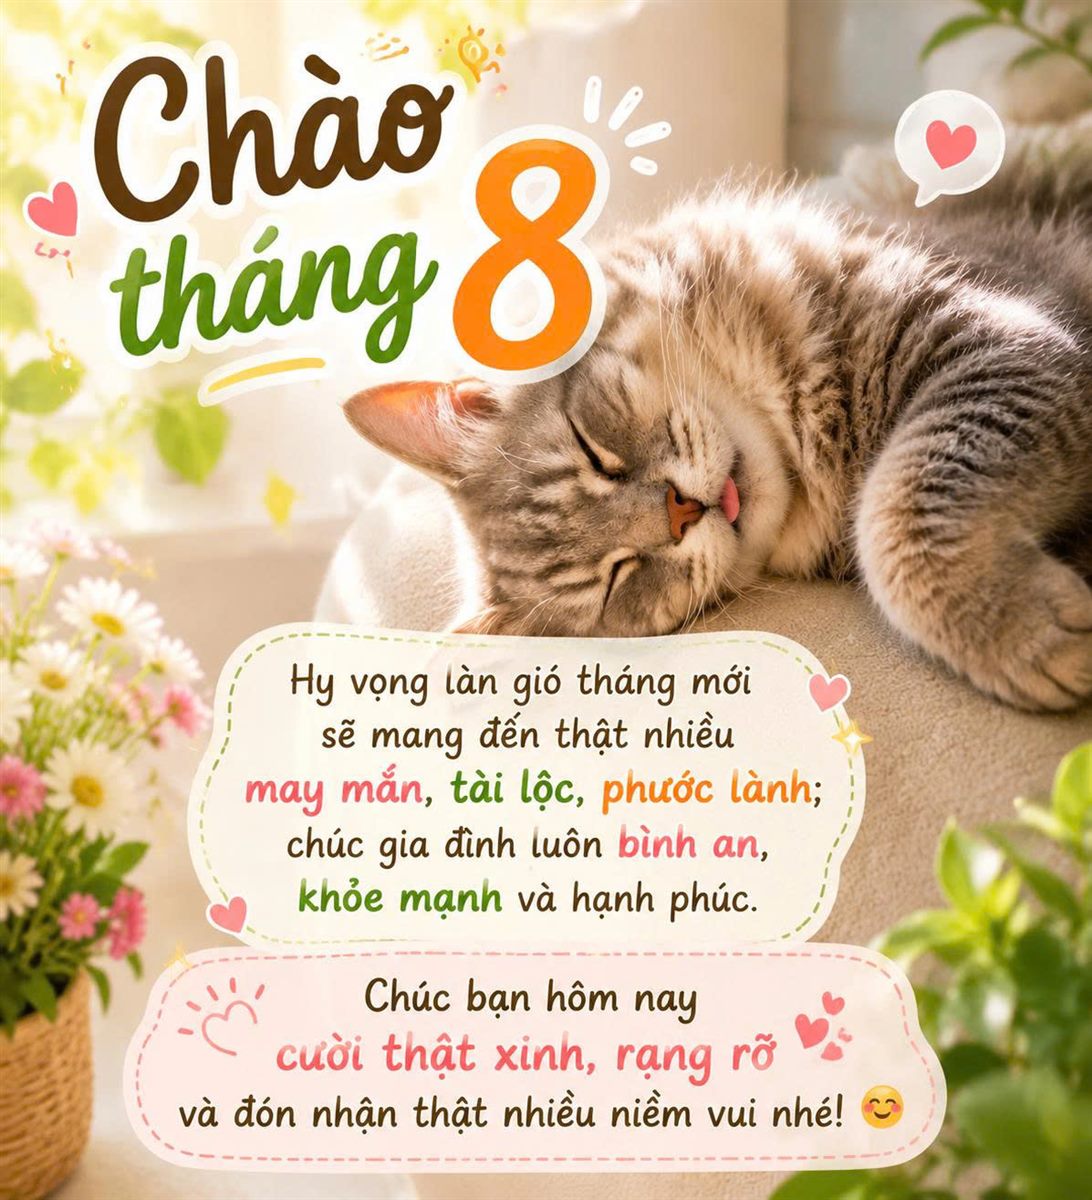 Chào
tháng 8
Hy vọng làn gió tháng mới
sẽ mang đến thật nhiều
may mắn, tài lộc, phước lành;
chúc gia đình luôn bình an,
khỏe mạnh và hạnh phúc.
Chúc bạn hôm nay
cười thật xinh, rạng rỡ
và đón nhận thật nhiều niềm vui nhé! 😊